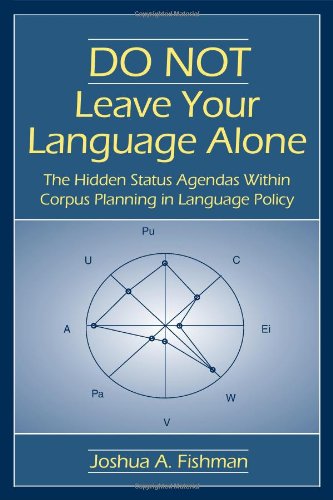 DO NOT
Leave Your
Language Alone
The Hidden Status Agendas Within
Corpus Planning in Language Policy
Pu
U
C
A
Ei
Pa
W
V
Joshua A. Fishman